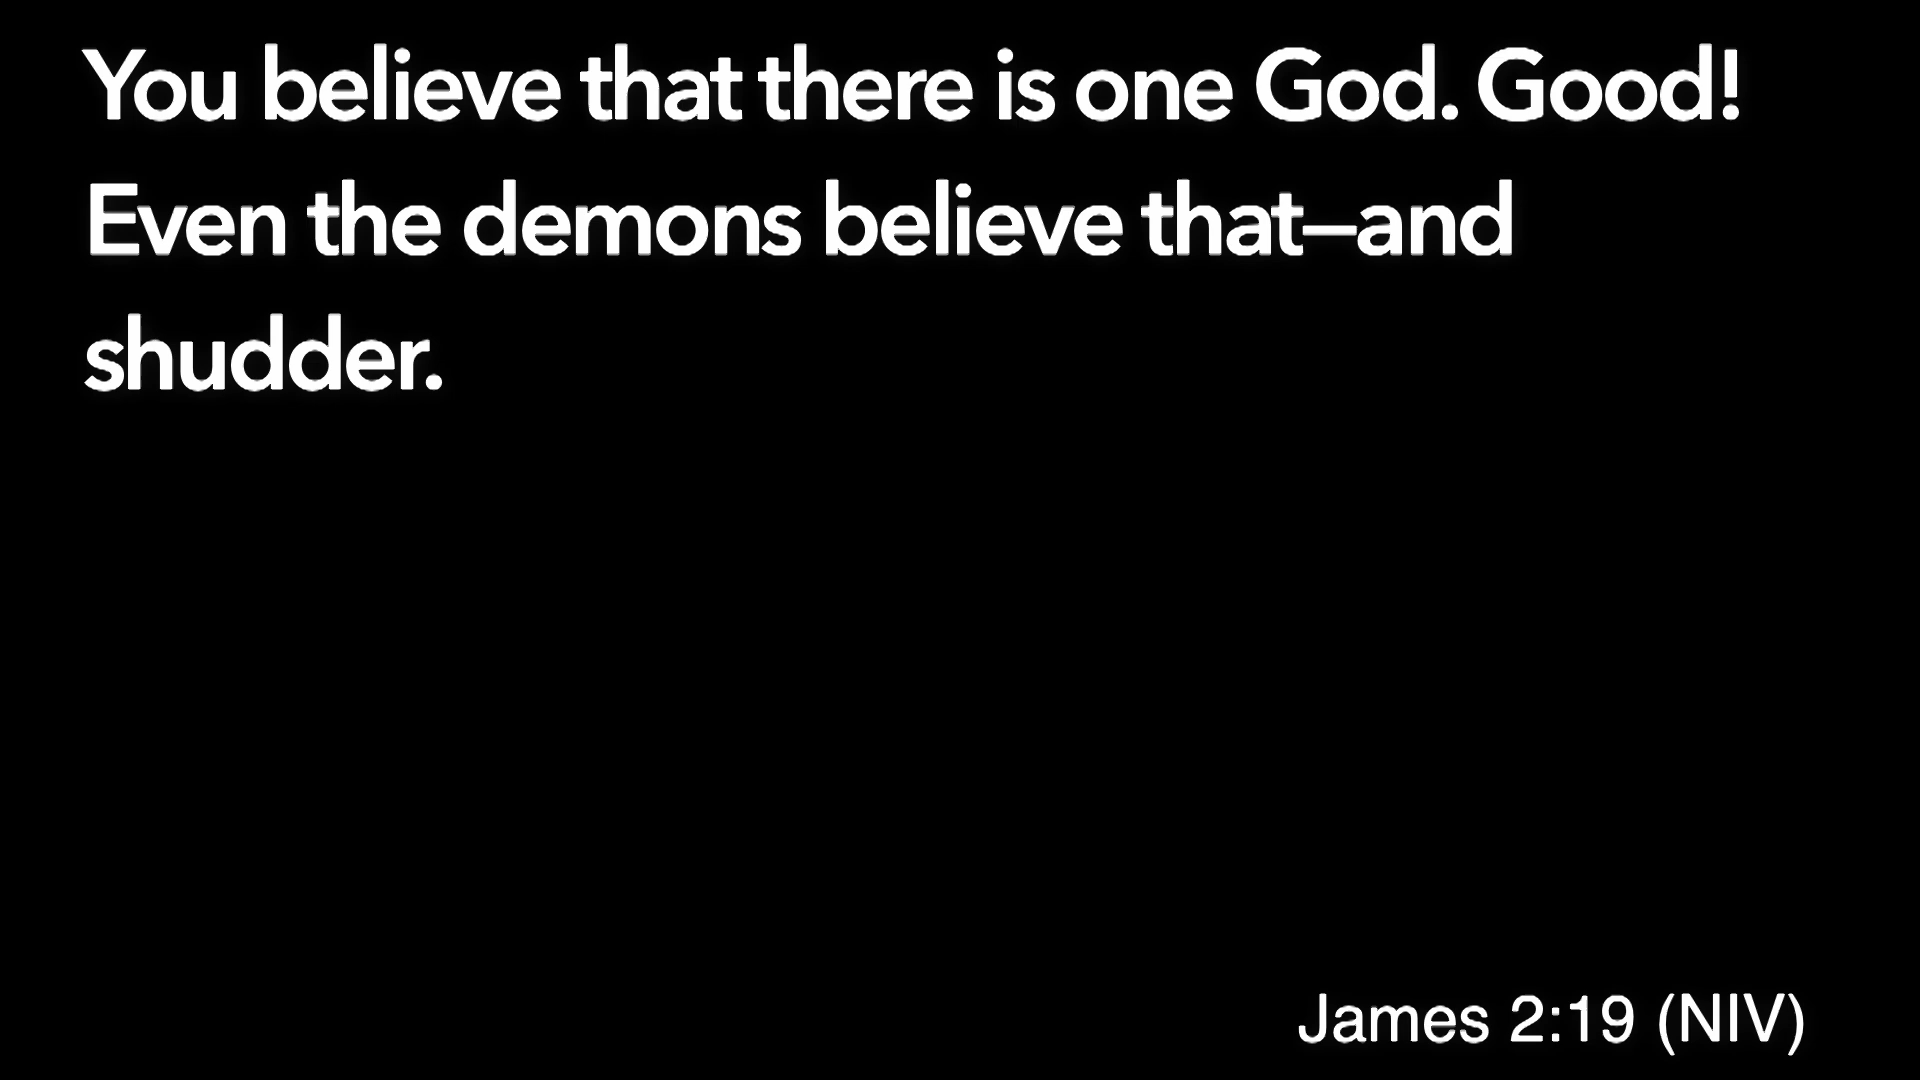 You believe that there is one God. Good!
Even the demons believe that—and
shudder.
James 2:19 (NIV)